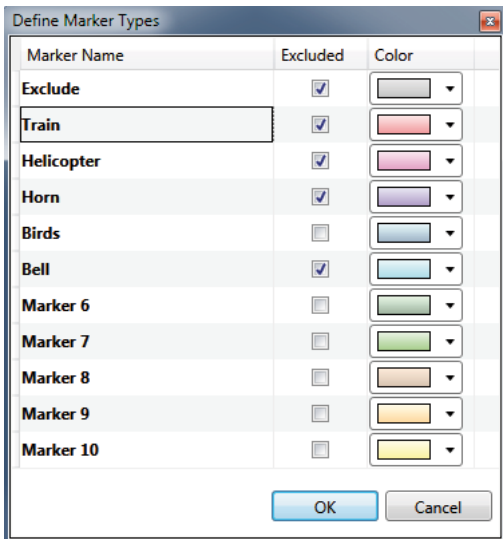 Define Marker Types
Marker Name Excluded Color
Exclude
Train
Helicopter
Horn
Birds
Bell
Marker 6
Marker 7
Marker 8
Marker 9
Marker 10
OK Cancel